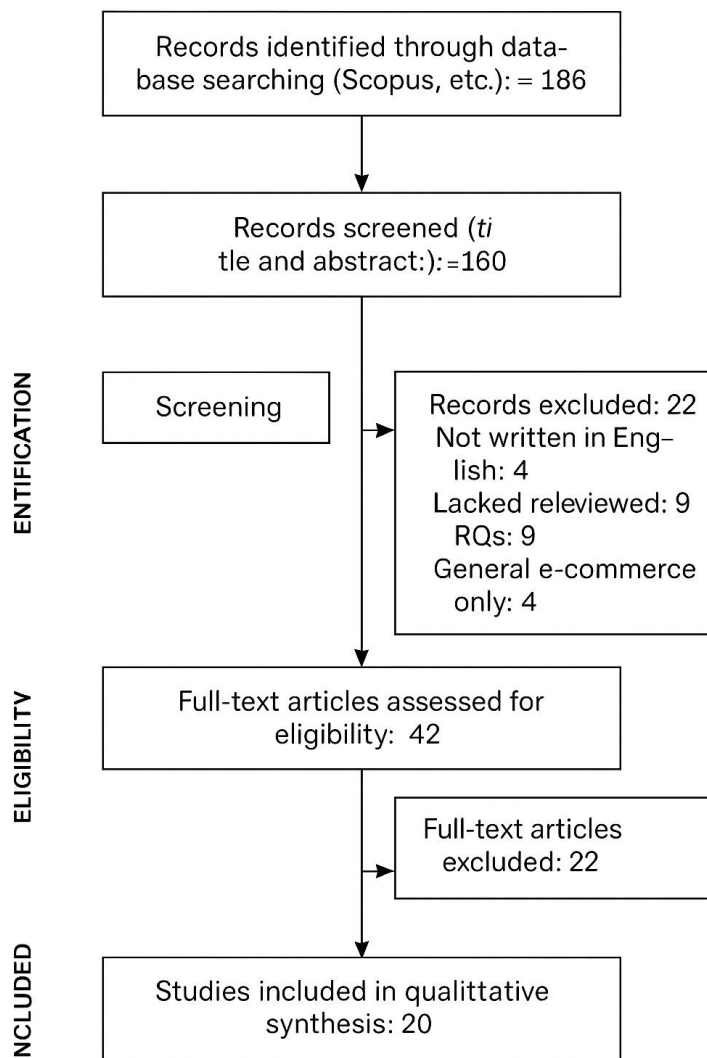 Records identified through data-
base searching (Scopus, etc.): = 186
Records screened (ti
tle and abstract:): =160
ENTIFICATION
Screening
Records excluded: 22
Not written in Eng–
lish: 4
Lacked releviewed: 9
RQs: 9
General e-commerce
only: 4
ELIGIBILITY
Full-text articles assessed for
eligibility: 42
Full-text articles
excluded: 22
NCLUDED
Studies included in qualittative
synthesis: 20